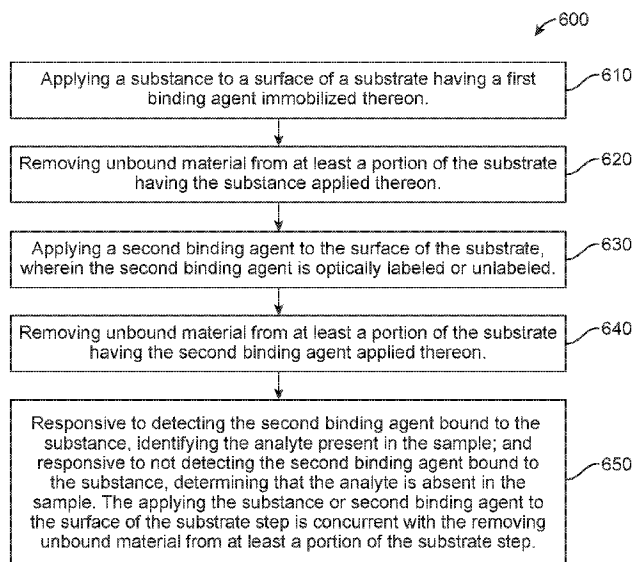 600
Applying a substance to a surface of a substrate having a first
binding agent immobilized thereon.
610
Removing unbound material from at least a portion of the substrate
having the substance applied thereon.
620
Applying a second binding agent to the surface of the substrate,
wherein the second binding agent is optically labeled or unlabeled.
630
Removing unbound material from at least a portion of the substrate
having the second binding agent applied thereon.
640
Responsive to detecting the second binding agent bound to the
substance, identifying the analyte present in the sample; and
responsive to not detecting the second binding agent bound to
the substance, determining that the analyte is absent in the
sample. The applying the substance or second binding agent to
the surface of the substrate step is concurrent with the removing
unbound material from at least a portion of the substrate step.
650